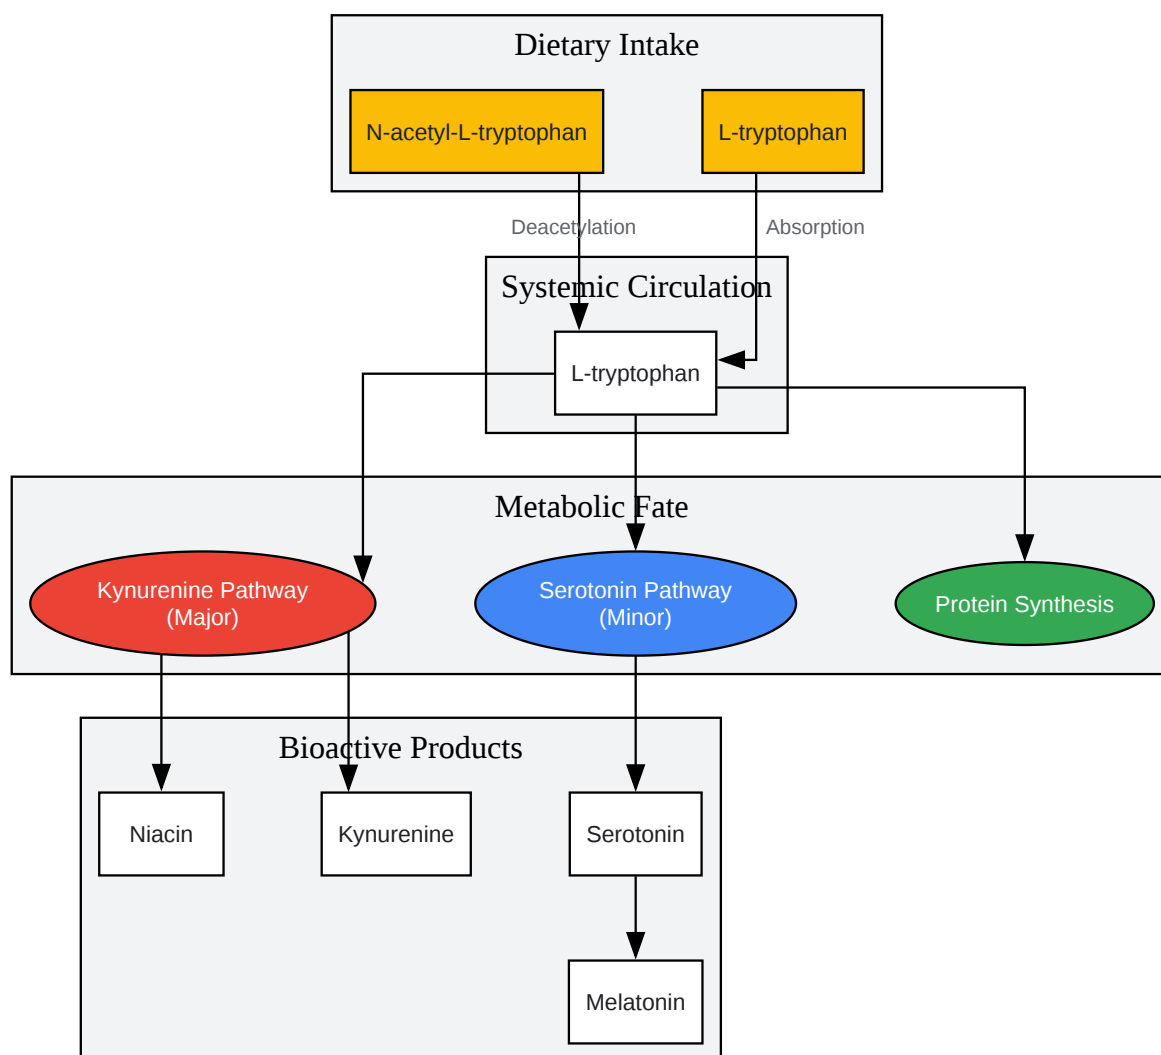 Dietary Intake
N-acetyl-L-tryptophan
L-tryptophan
Deacetylation
Absorption
Systemic Circulation
L-tryptophan
Metabolic Fate
Kynurenine Pathway
(Major)
Serotonin Pathway
(Minor)
Protein Synthesis
Bioactive Products
Niacin
Kynurenine
Serotonin
Melatonin